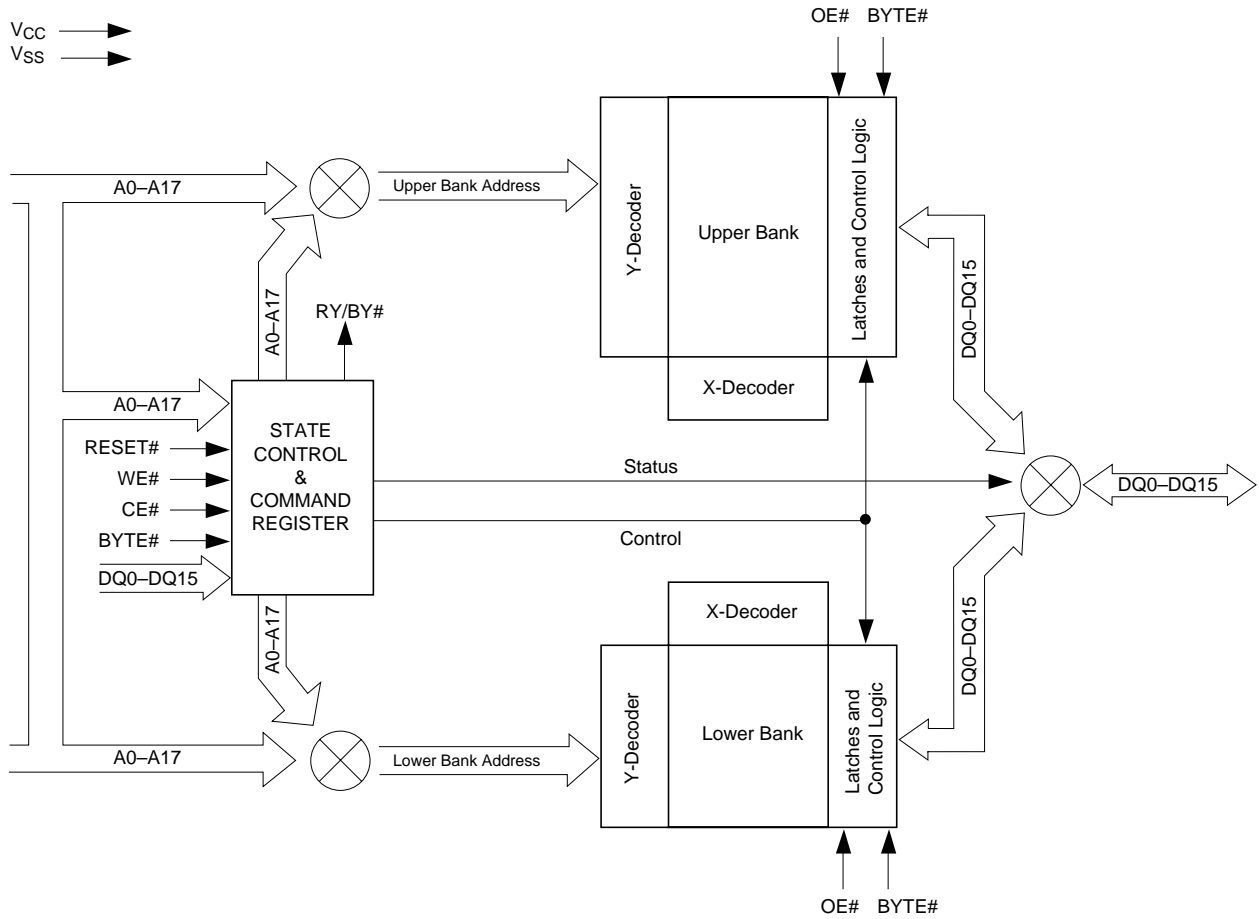 VCC
VSS
OE# BYTE#
A0–A17
Upper Bank Address
Y-Decoder
Upper Bank
Latches and Control Logic
X-Decoder
DQ0–DQ15
A0–A17
RY/BY#
A0–A17
RESET#
WE#
CE#
BYTE#
DQ0–DQ15
STATE
CONTROL
&
COMMAND
REGISTER
Status
Control
DQ0–DQ15
A0–A17
X-Decoder
DQ0–DQ15
A0–A17
Lower Bank Address
Y-Decoder
Lower Bank
Latches and
Control Logic
OE# BYTE#